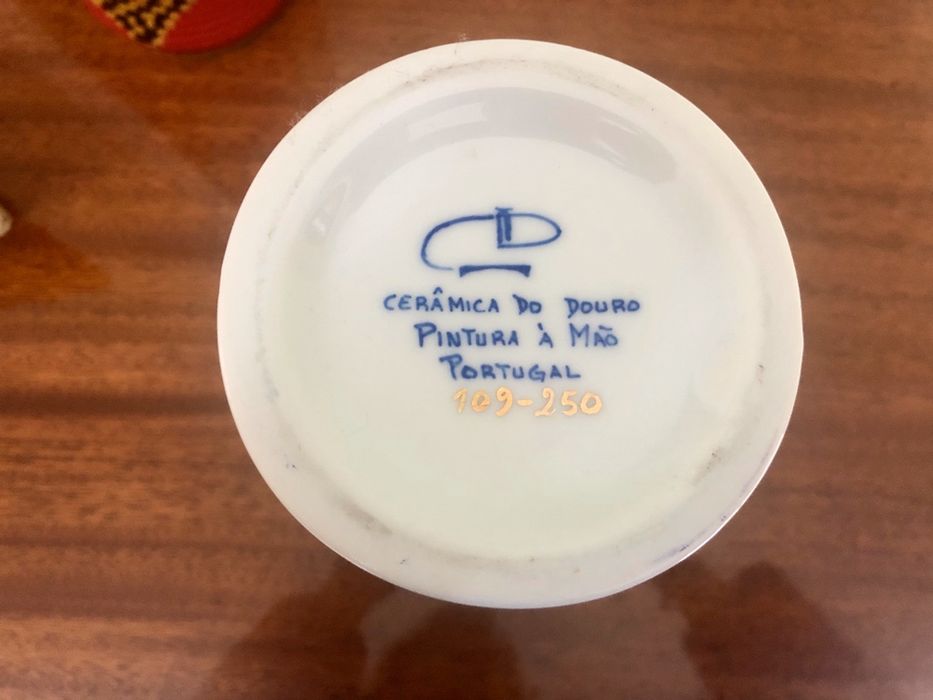 CERÂMICA DO DOURO
PINTURA À MÃO
PORTUGAL
109-250